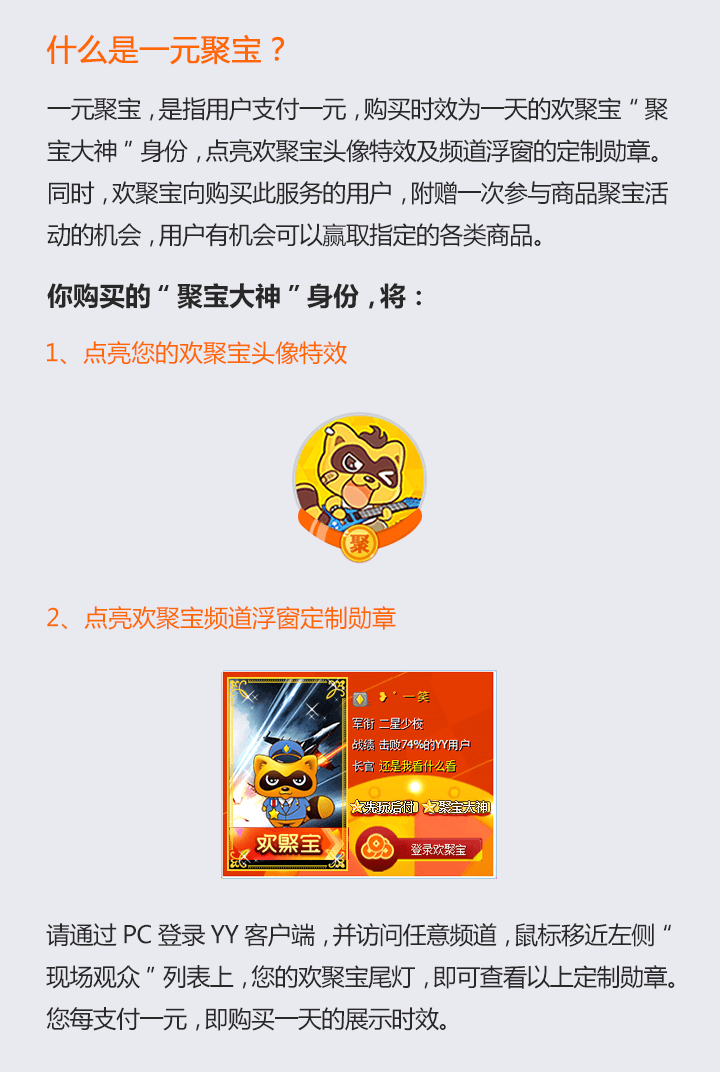 什么是一元聚宝？
一元聚宝，是指用户支付一元，购买时效为一天的欢聚宝“聚
宝大神”身份，点亮欢聚宝头像特效及频道浮窗的定制勋章。
同时，欢聚宝向购买此服务的用户，附赠一次参与商品聚宝活
动的机会，用户有机会可以赢取指定的各类商品。
你购买的“聚宝大神”身份，将：
1、点亮您的欢聚宝头像特效
聚
2、点亮欢聚宝频道浮窗定制勋章
一笑
军衔 二星少校
战绩 击败74%的YY用户
长官 还是我看什么看
先玩后付 聚宝大神
欢聚宝
登录欢聚宝
请通过 PC 登录 YY 客户端，并访问任意频道，鼠标移近左侧“
现场观众”列表上，您的欢聚宝尾灯，即可查看以上定制勋章。
您每支付一元，即购买一天的展示时效。